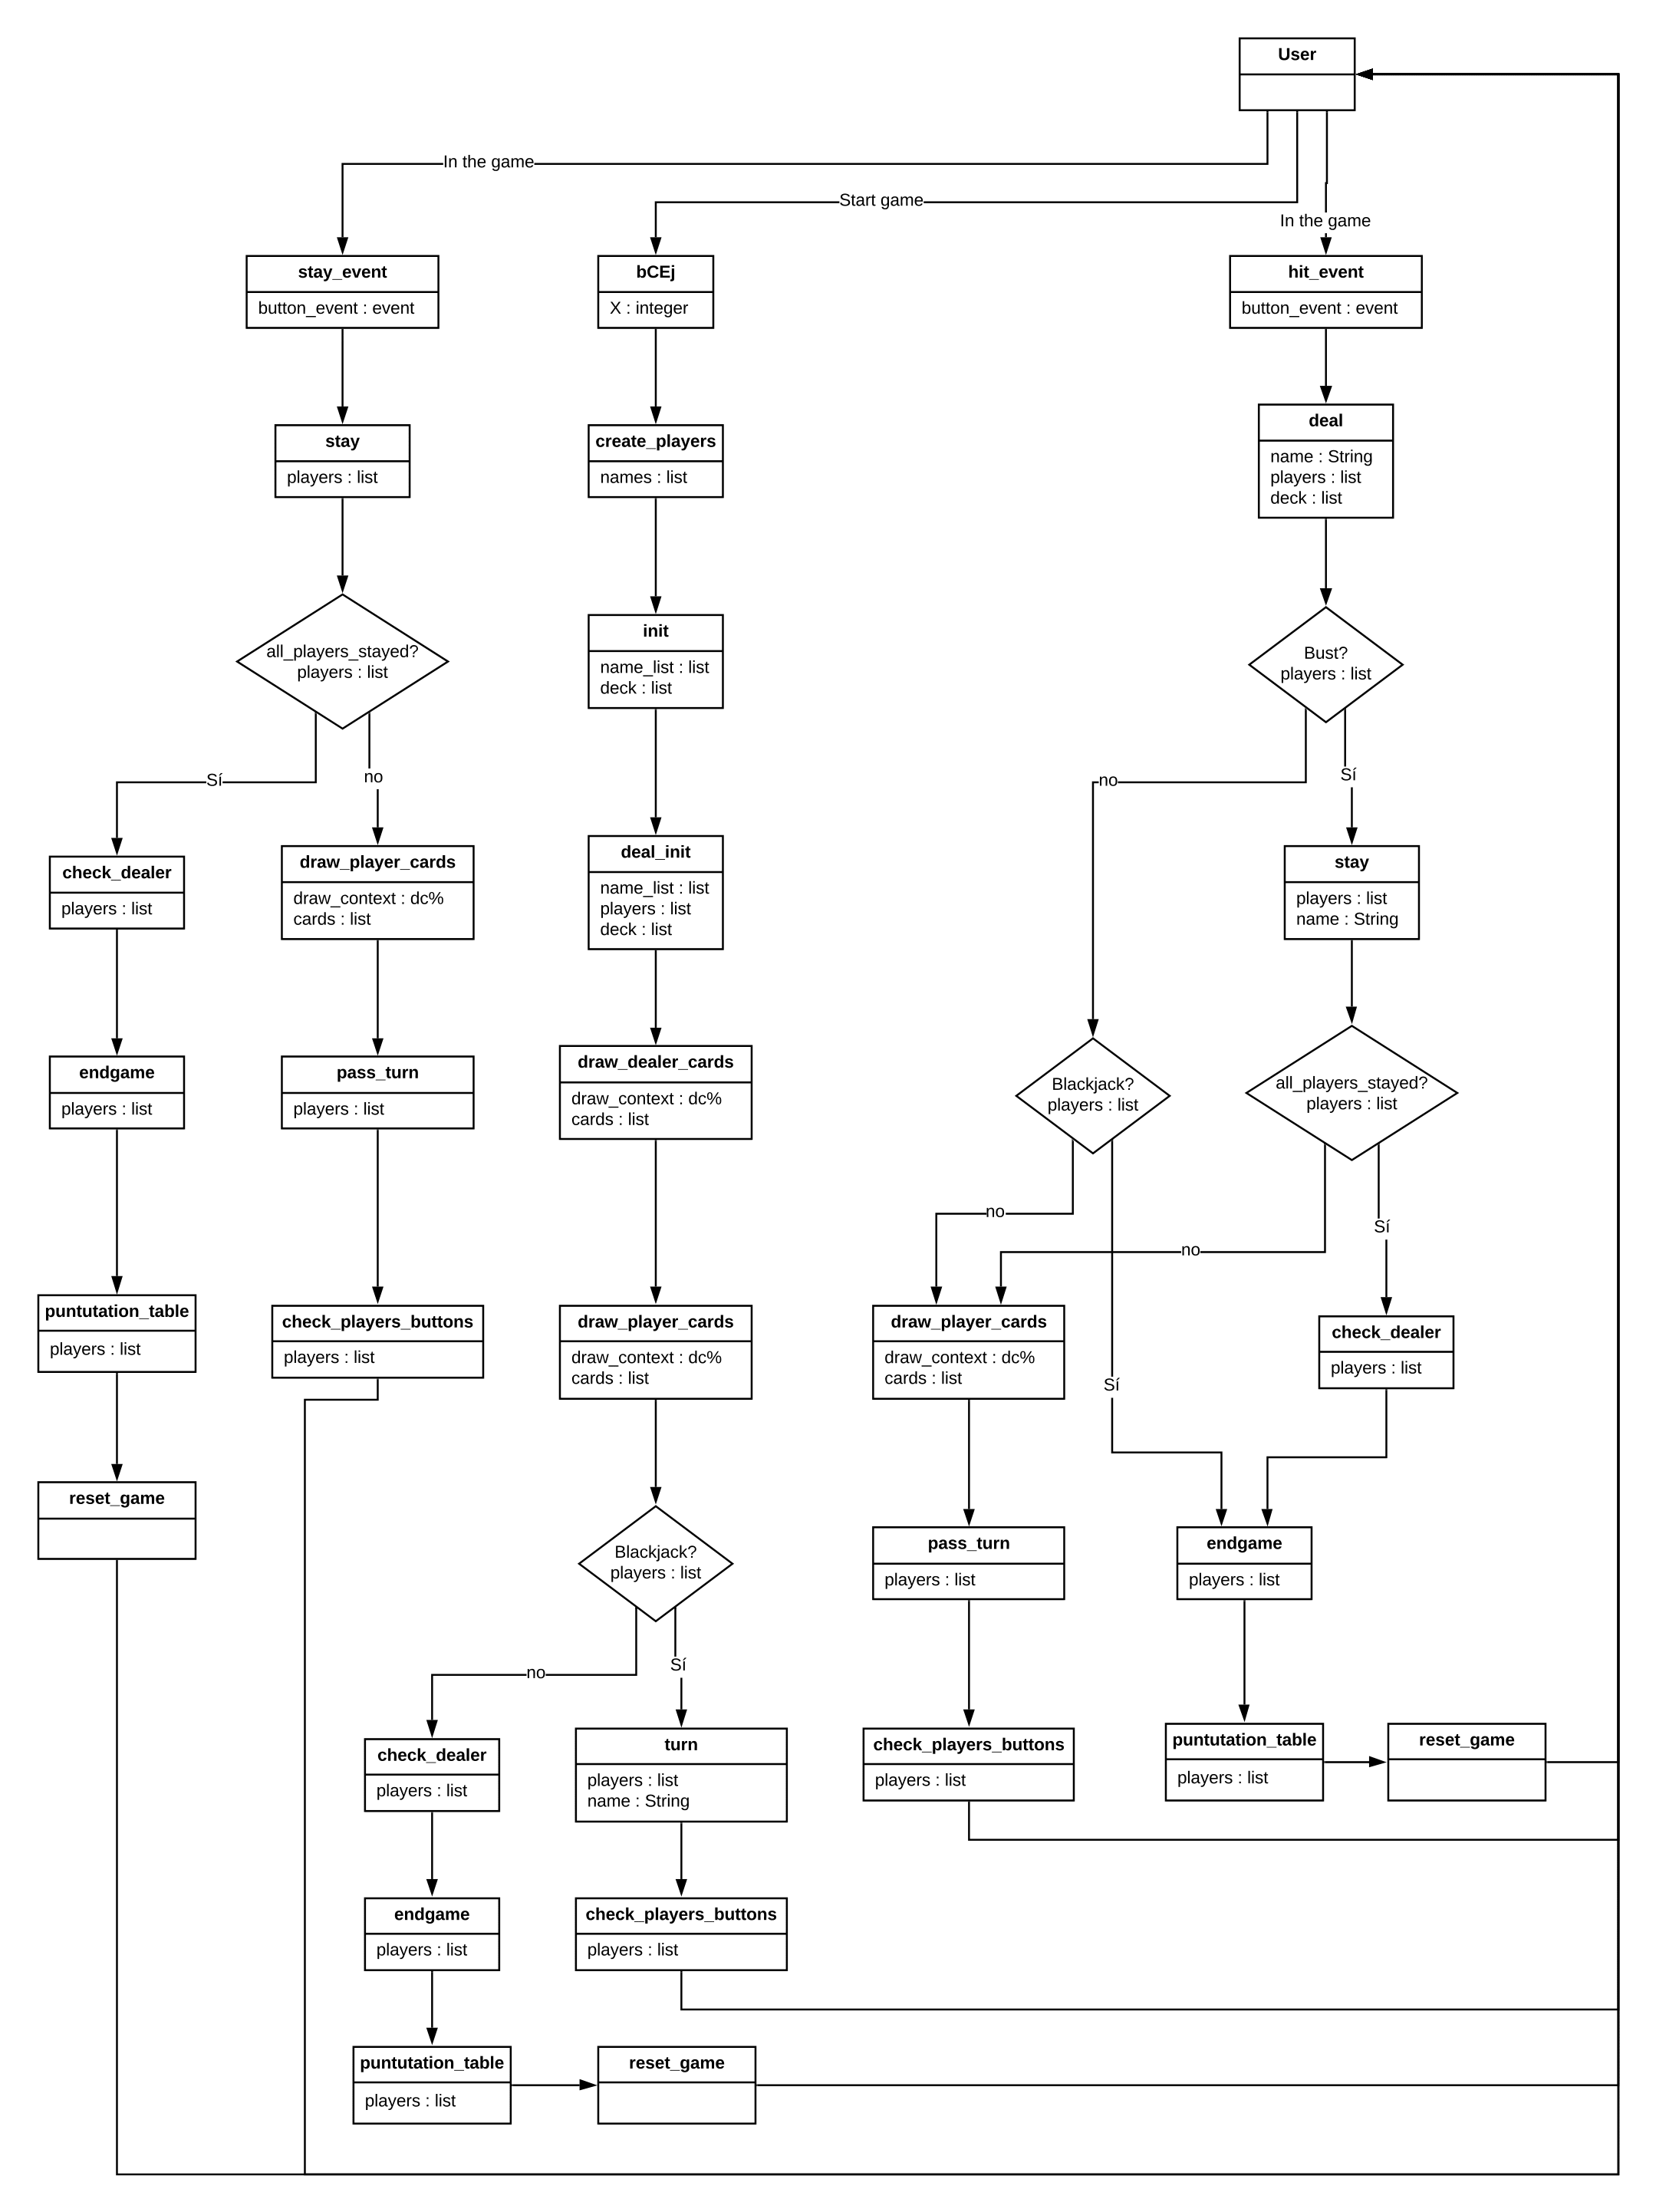 User
In the game
Start game
In the game
stay_event
button_event : event
bCEj
X : integer
hit_event
button_event : event
stay
players : list
create_players
names : list
deal
name : String
players : list
deck : list
all_players_stayed?
players : list
init
name_list : list
deck : list
Bust?
players : list
Sí
no
no
Sí
check_dealer
players : list
draw_player_cards
draw_context : dc%
cards : list
deal_init
name_list : list
players : list
deck : list
stay
players : list
name : String
endgame
players : list
pass_turn
players : list
draw_dealer_cards
draw_context : dc%
cards : list
Blackjack?
players : list
all_players_stayed?
players : list
no
Sí
no
Sí
puntutation_table
players : list
check_players_buttons
players : list
draw_player_cards
draw_context : dc%
cards : list
draw_player_cards
draw_context : dc%
cards : list
check_dealer
players : list
reset_game
Blackjack?
players : list
pass_turn
players : list
endgame
players : list
no
Sí
check_dealer
players : list
turn
players : list
name : String
check_players_buttons
players : list
puntutation_table
players : list
reset_game
endgame
players : list
check_players_buttons
players : list
puntutation_table
players : list
reset_game